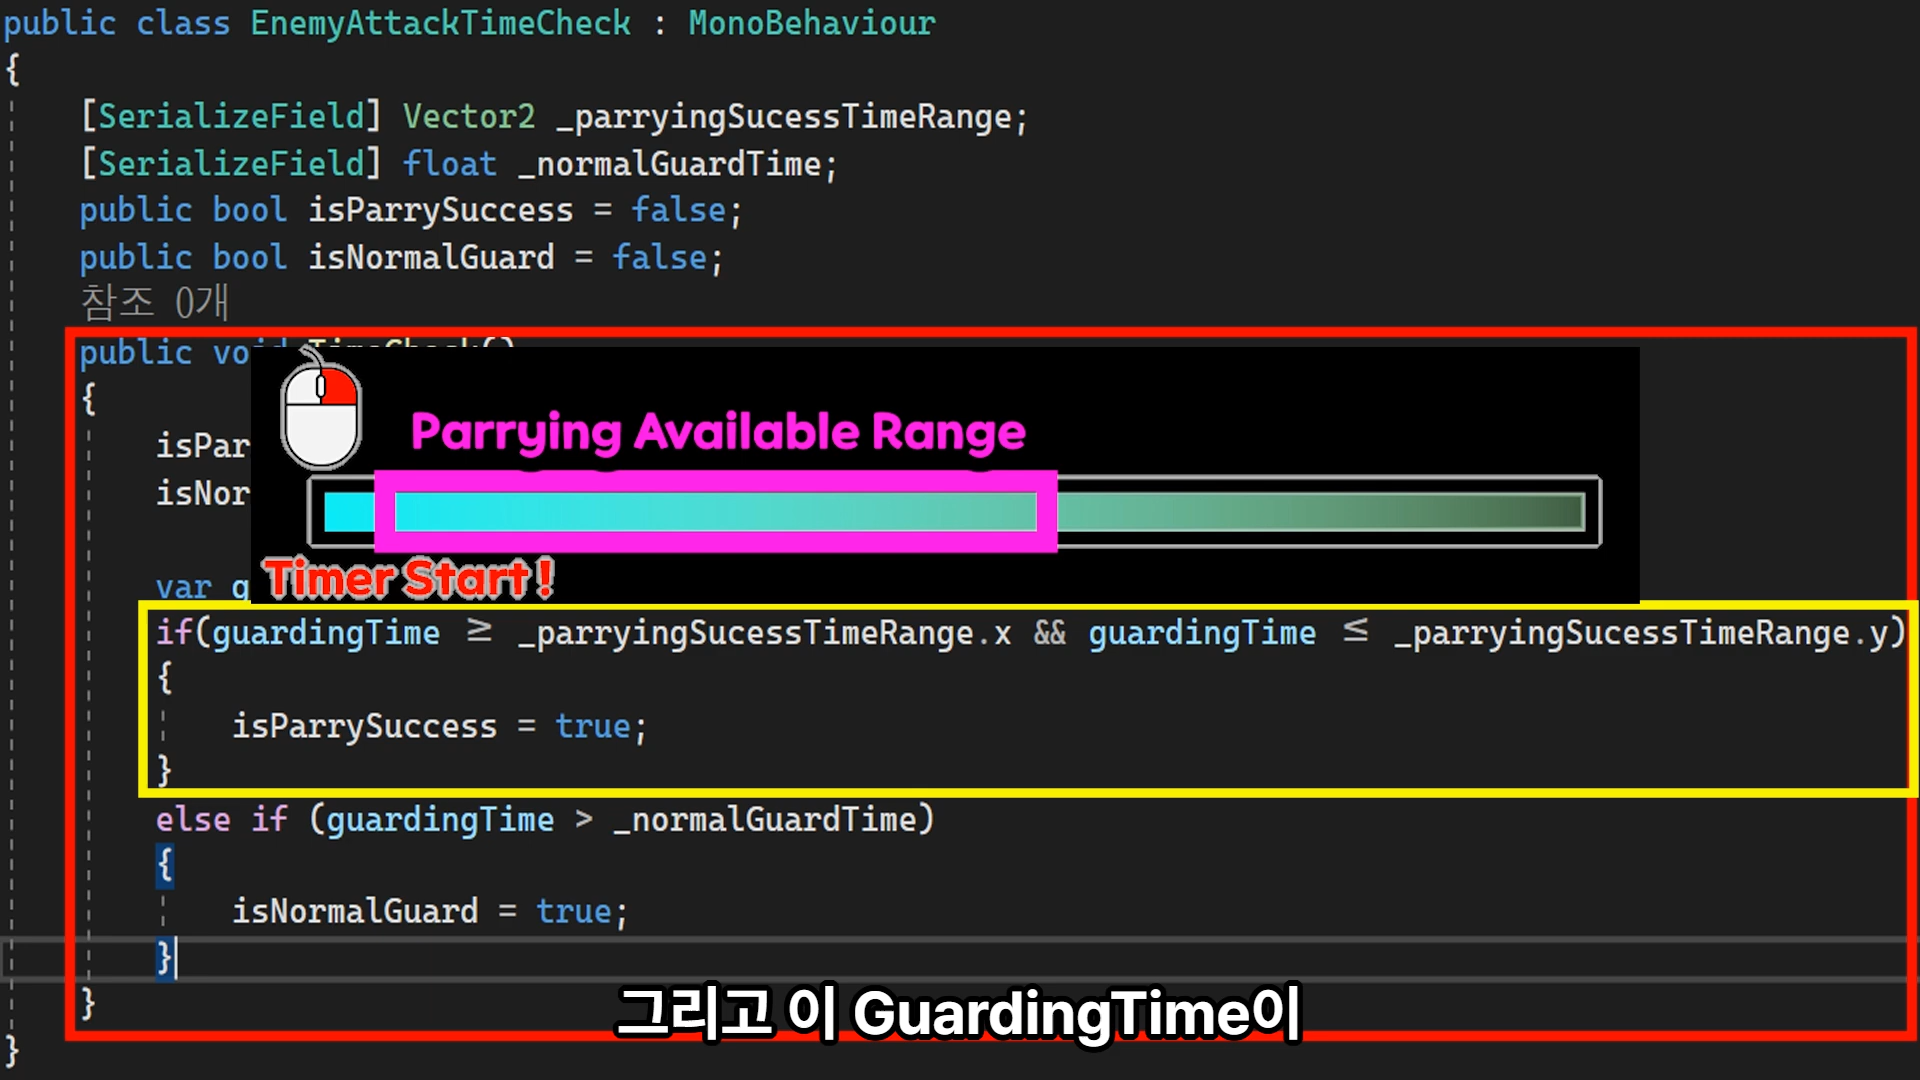 public class EnemyAttackTimeCheck : MonoBehaviour
{
[SerializeField] Vector2 _parryingSucessTimeRange;
[SerializeField] float _normalGuardTime;
public bool isParrySuccess = false;
public bool isNormalGuard = false;
참조 0개
public void TimeCheck()
{
Parrying Available Range
isPar
isNor
Timer Start!
var g
if(guardingTime ≥ _parryingSucessTimeRange.x && guardingTime ≤ _parryingSucessTimeRange.y)
{
isParrySuccess = true;
}
else if (guardingTime > _normalGuardTime)
{
isNormalGuard = true;
}
}
그리고 이 GuardingTime이
}